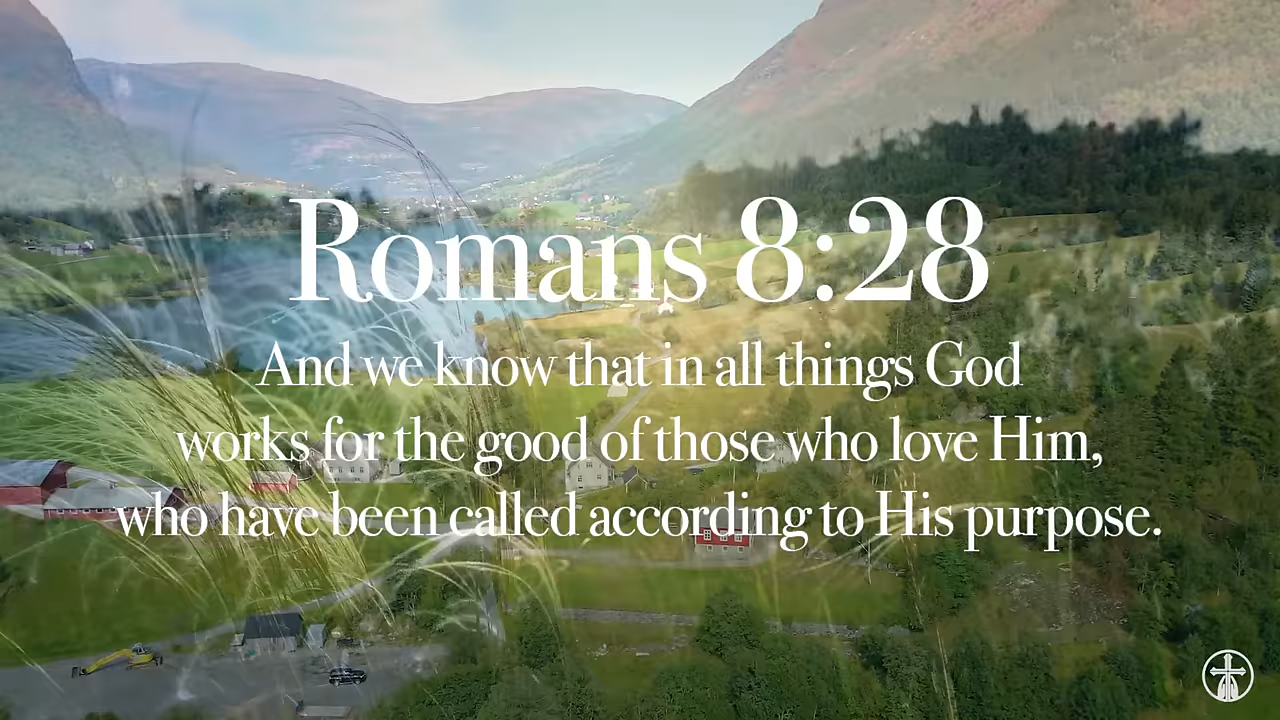 Romans 8:28
And we know that in all things God
works for the good of those who love Him,
who have been called according to His purpose.